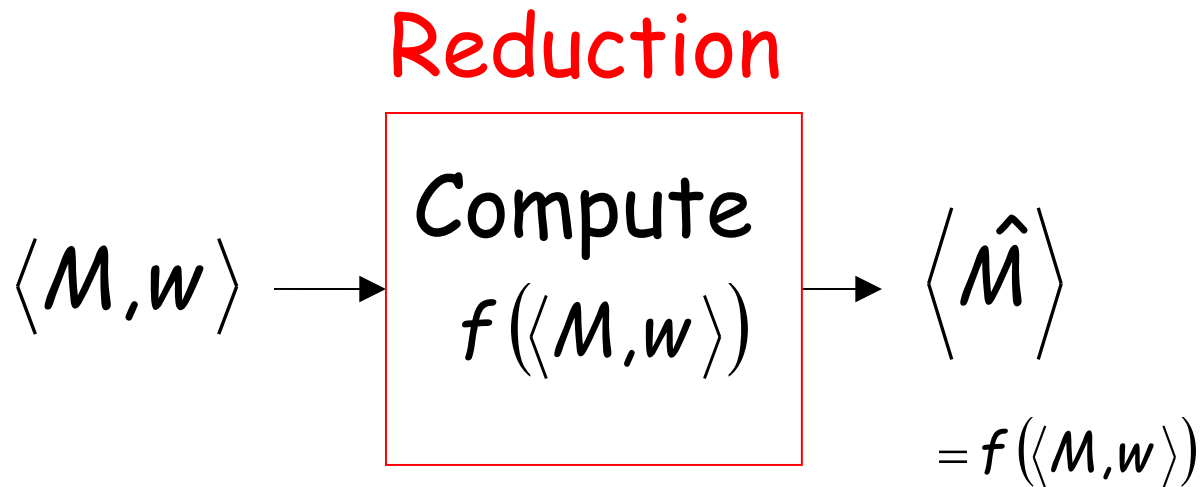 Reduction
Compute
⟨M,w⟩ f(⟨M,w⟩) ⟨M̂⟩
= f(⟨M,w⟩)